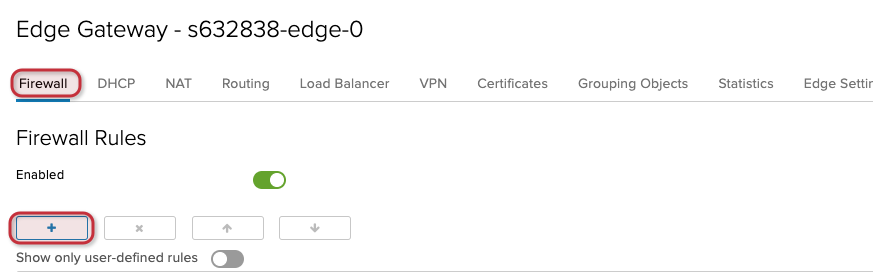 Edge Gateway - s632838-edge-0
Firewall DHCP NAT Routing Load Balancer VPN Certificates Grouping Objects Statistics Edge Settin
Firewall Rules
Enabled
Show only user-defined rules